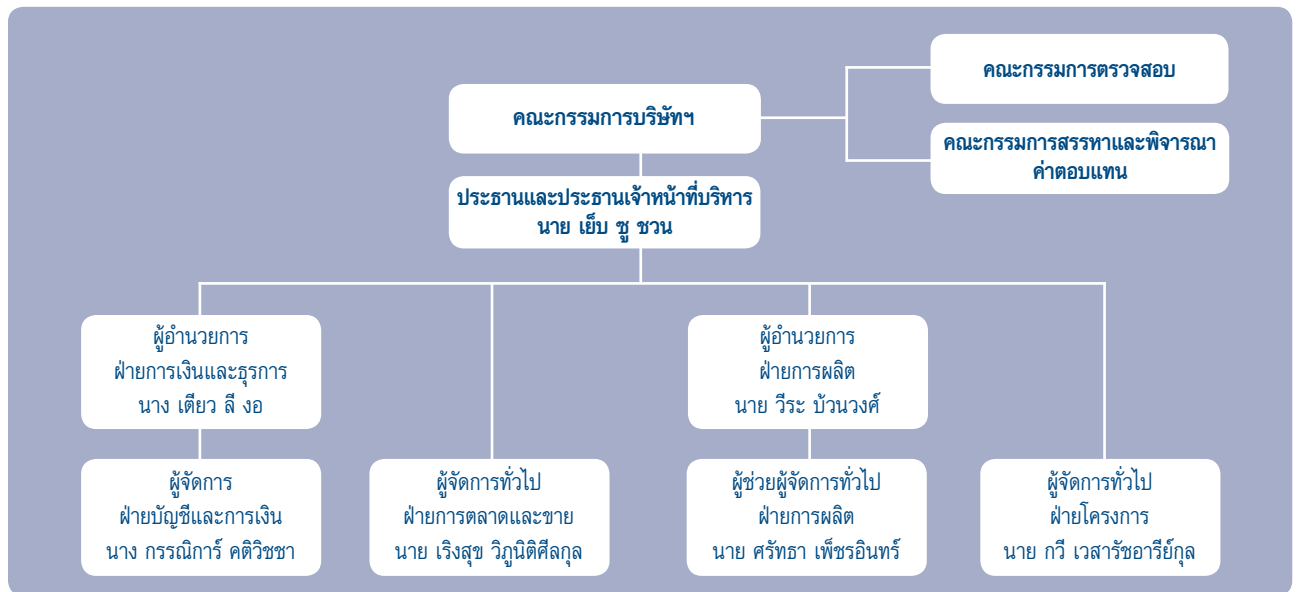 คณะกรรมการตรวจสอบ
คณะกรรมการบริษัทฯ
คณะกรรมการสรรหาและพิจารณา
ค่าตอบแทน
ประธานและประธานเจ้าหน้าที่บริหาร
นาย เย็บ ซู ชวน
ผู้อำนวยการ
ฝ่ายการเงินและธุรการ
นาง เตียว ลี งอ
ผู้อำนวยการ
ฝ่ายการผลิต
นาย วีระ บัวนวงศ์
ผู้จัดการ
ฝ่ายบัญชีและการเงิน
นาง กรรณิการ์ คติวิชชา
ผู้จัดการทั่วไป
ฝ่ายการตลาดและขาย
นาย เริงสุข วิภูนิติศีลกุล
ผู้ช่วยผู้จัดการทั่วไป
ฝ่ายการผลิต
นาย ศรัทธา เพ็ชรอินทร์
ผู้จัดการทั่วไป
ฝ่ายโครงการ
นาย กวี เวสารัชอารีย์กุล